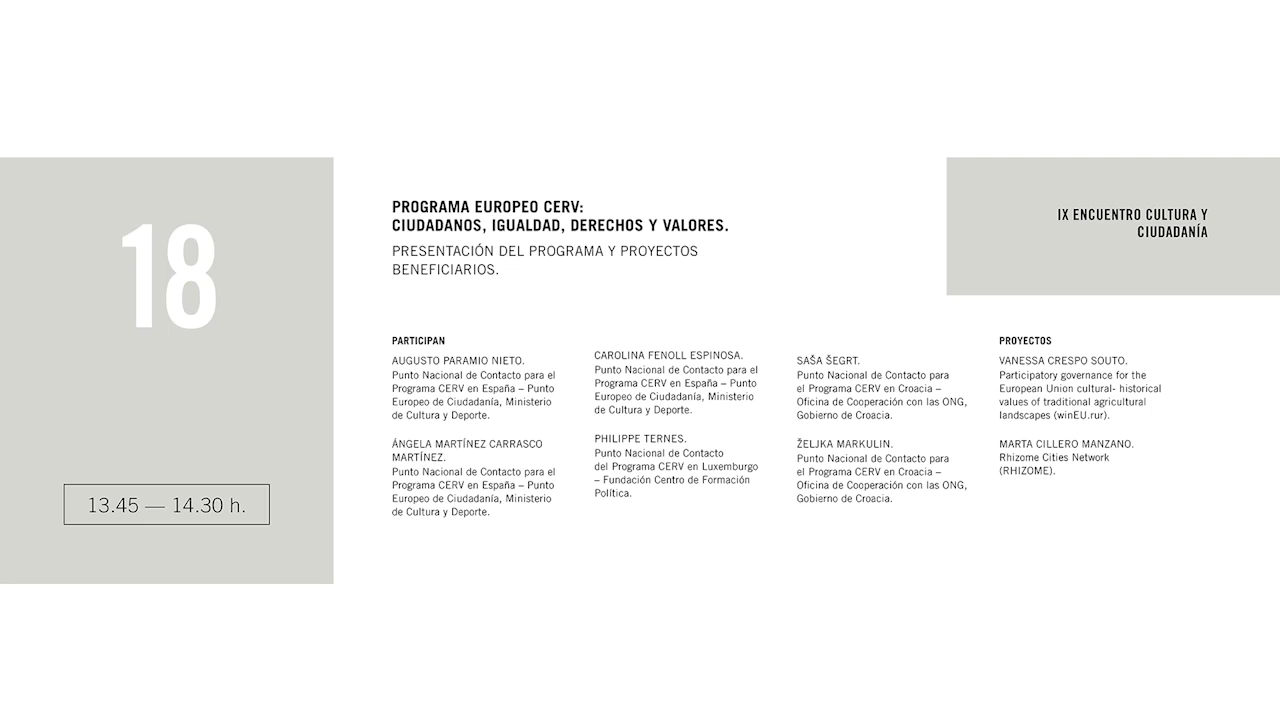 18
13.45 — 14.30 h.
PROGRAMA EUROPEO CERV:
CIUDADANOS, IGUALDAD, DERECHOS Y VALORES.
PRESENTACIÓN DEL PROGRAMA Y PROYECTOS
BENEFICIARIOS.
IX ENCUENTRO CULTURA Y
CIUDADANÍA
PARTICIPAN
AUGUSTO PARAMIO NIETO.
Punto Nacional de Contacto para el
Programa CERV en España – Punto
Europeo de Ciudadanía, Ministerio
de Cultura y Deporte.
ÁNGELA MARTÍNEZ CARRASCO
MARTÍNEZ.
Punto Nacional de Contacto para el
Programa CERV en España – Punto
Europeo de Ciudadanía, Ministerio
de Cultura y Deporte.
CAROLINA FENOLL ESPINOSA.
Punto Nacional de Contacto para el
Programa CERV en España – Punto
Europeo de Ciudadanía, Ministerio
de Cultura y Deporte.
PHILIPPE TERNES.
Punto Nacional de Contacto
del Programa CERV en Luxemburgo
– Fundación Centro de Formación
Política.
SAŠA ŠEGRT.
Punto Nacional de Contacto para
el Programa CERV en Croacia –
Oficina de Cooperación con las ONG,
Gobierno de Croacia.
ŽELJKA MARKULIN.
Punto Nacional de Contacto para
el Programa CERV en Croacia –
Oficina de Cooperación con las ONG,
Gobierno de Croacia.
PROYECTOS
VANESSA CRESPO SOUTO.
Participatory governance for the
European Union cultural- historical
values of traditional agricultural
landscapes (winEU.rur).
MARTA CILLERO MANZANO.
Rhizome Cities Network
(RHIZOME).